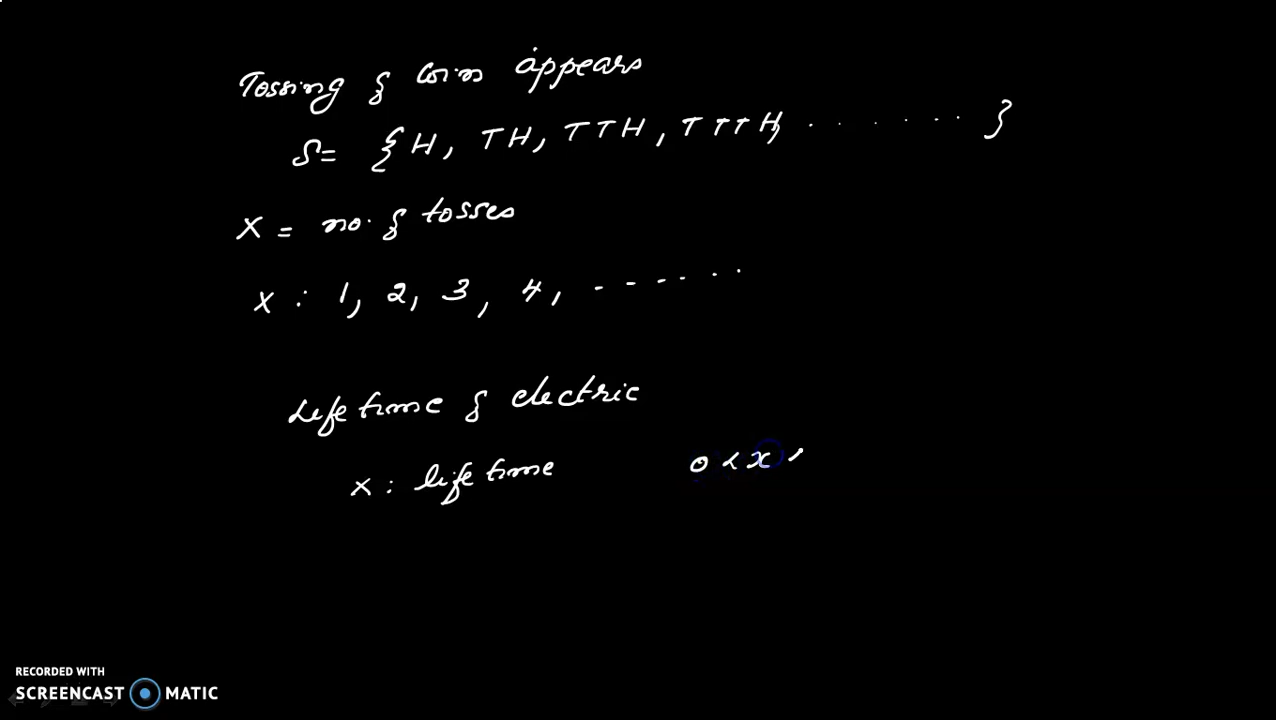 Tossing of coin appears
S = {H, TH, TTH, TTTH, . . . . . . . }
X = no. of tosses
X : 1, 2, 3, 4, - - - - . .
Life time of electric
X : life time 0 < x
RECORDED WITH
SCREENCAST MATIC